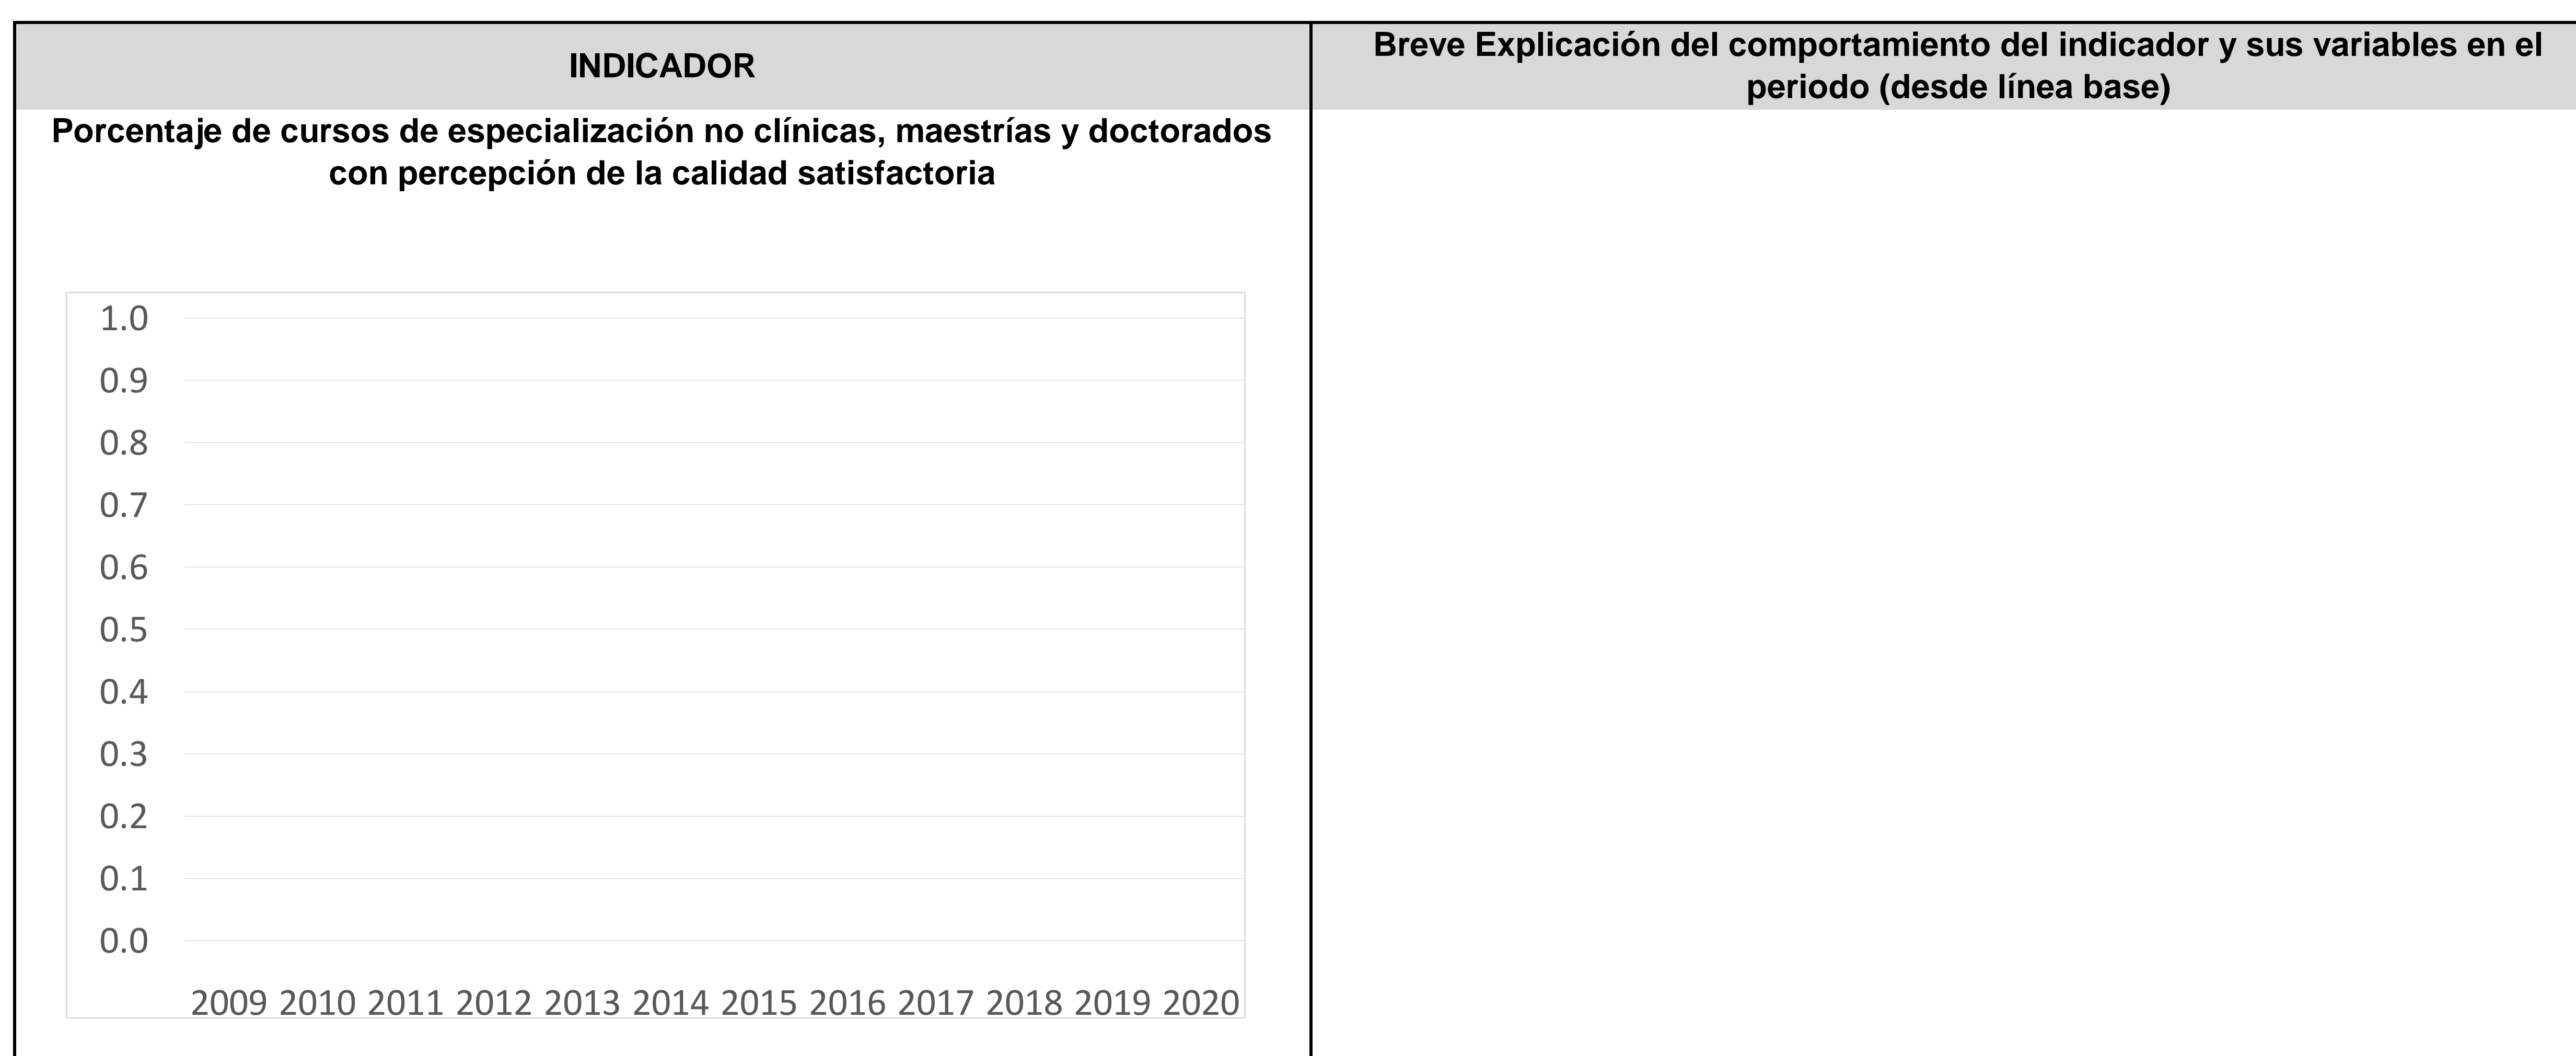 INDICADOR
Breve Explicación del comportamiento del indicador y sus variables en el
periodo (desde línea base)
Porcentaje de cursos de especialización no clínicas, maestrías y doctorados
con percepción de la calidad satisfactoria
1.0
0.9
0.8
0.7
0.6
0.5
0.4
0.3
0.2
0.1
0.0
2009 2010 2011 2012 2013 2014 2015 2016 2017 2018 2019 2020